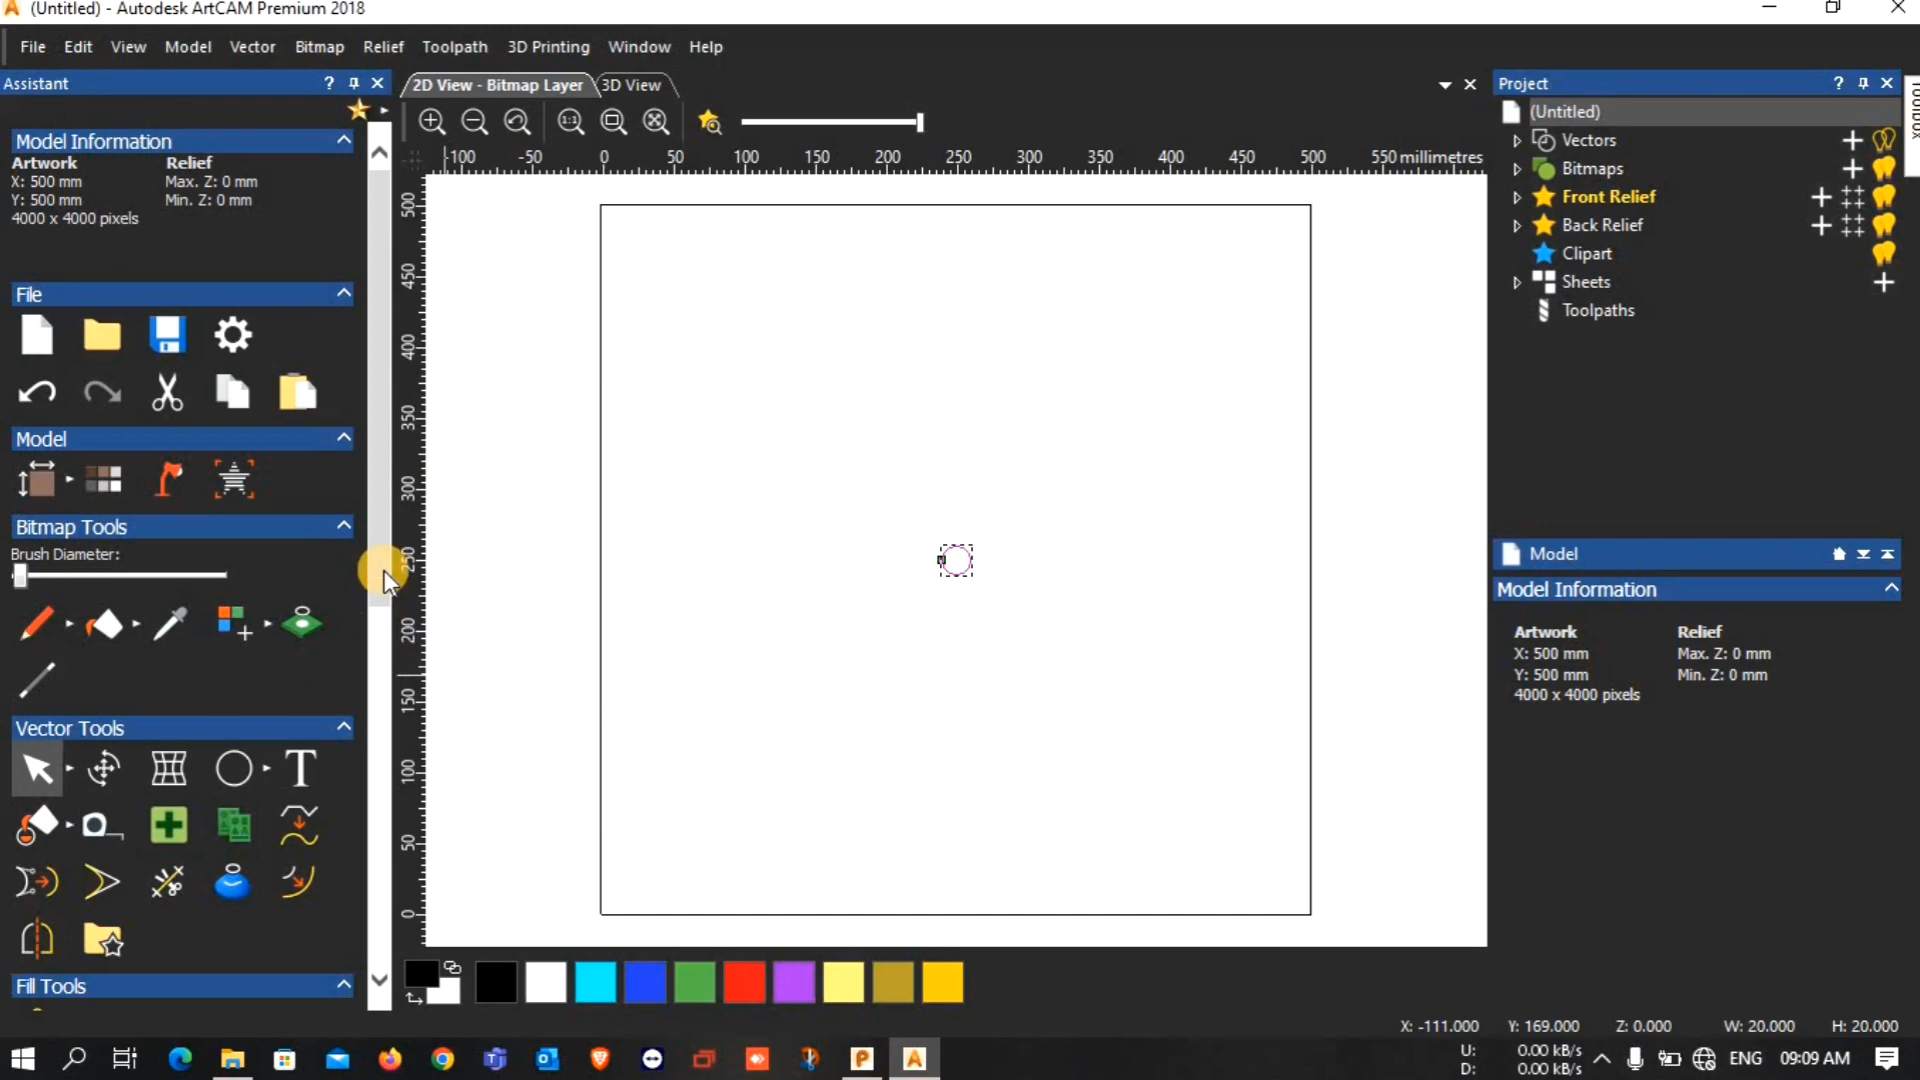 (Untitled) - Autodesk ArtCAM Premium 2018
File Edit View Model Vector Bitmap Relief Toolpath 3D Printing Window Help
Assistant ?
Model Information
Artwork Relief
X: 500 mm Max. Z: 0 mm
Y: 500 mm Min. Z: 0 mm
4000 x 4000 pixels
File
Model
Bitmap Tools
Brush Diameter:
Vector Tools
T
Fill Tools
2D View - Bitmap Layer 3D View
1:1
-100 -50 0 50 100 150 200 250 300 350 400 450 500 550 millimetres
500
450
400
350
300
250
200
150
100
50
0
Project ?
Toolbox
(Untitled)
Vectors
Bitmaps
Front Relief
Back Relief
Clipart
Sheets
Toolpaths
Model
Model Information
Artwork Relief
X: 500 mm Max. Z: 0 mm
Y: 500 mm Min. Z: 0 mm
4000 x 4000 pixels
X: -111.000 Y: 169.000 Z: 0.000 W: 20.000 H: 20.000
U: 0.00 kB/s
D: 0.00 kB/s
ENG 09:09 AM